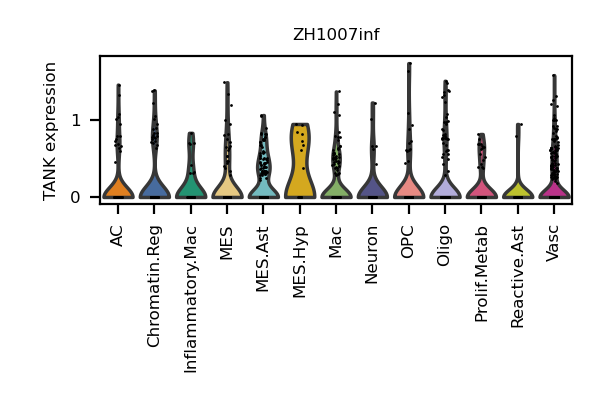 ZH1007inf
TANK expression
1
0
AC
Chromatin.Reg
Inflammatory.Mac
MES
MES.Ast
MES.Hyp
Mac
Neuron
OPC
Oligo
Prolif.Metab
Reactive.Ast
Vasc